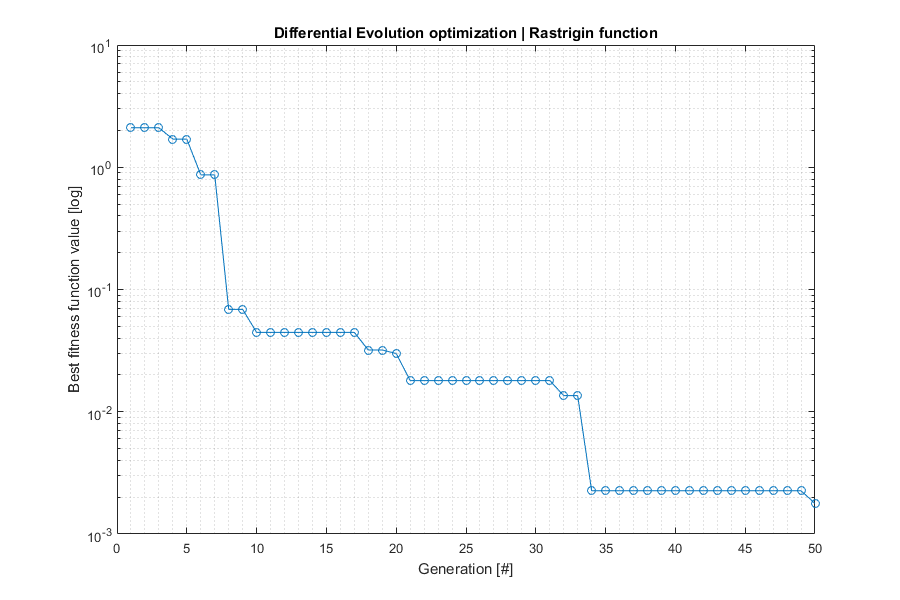 Differential Evolution optimization | Rastrigin function
10^1
10^0
10^-1
10^-2
10^-3
Best fitness function value [log]
0 5 10 15 20 25 30 35 40 45 50
Generation [#]